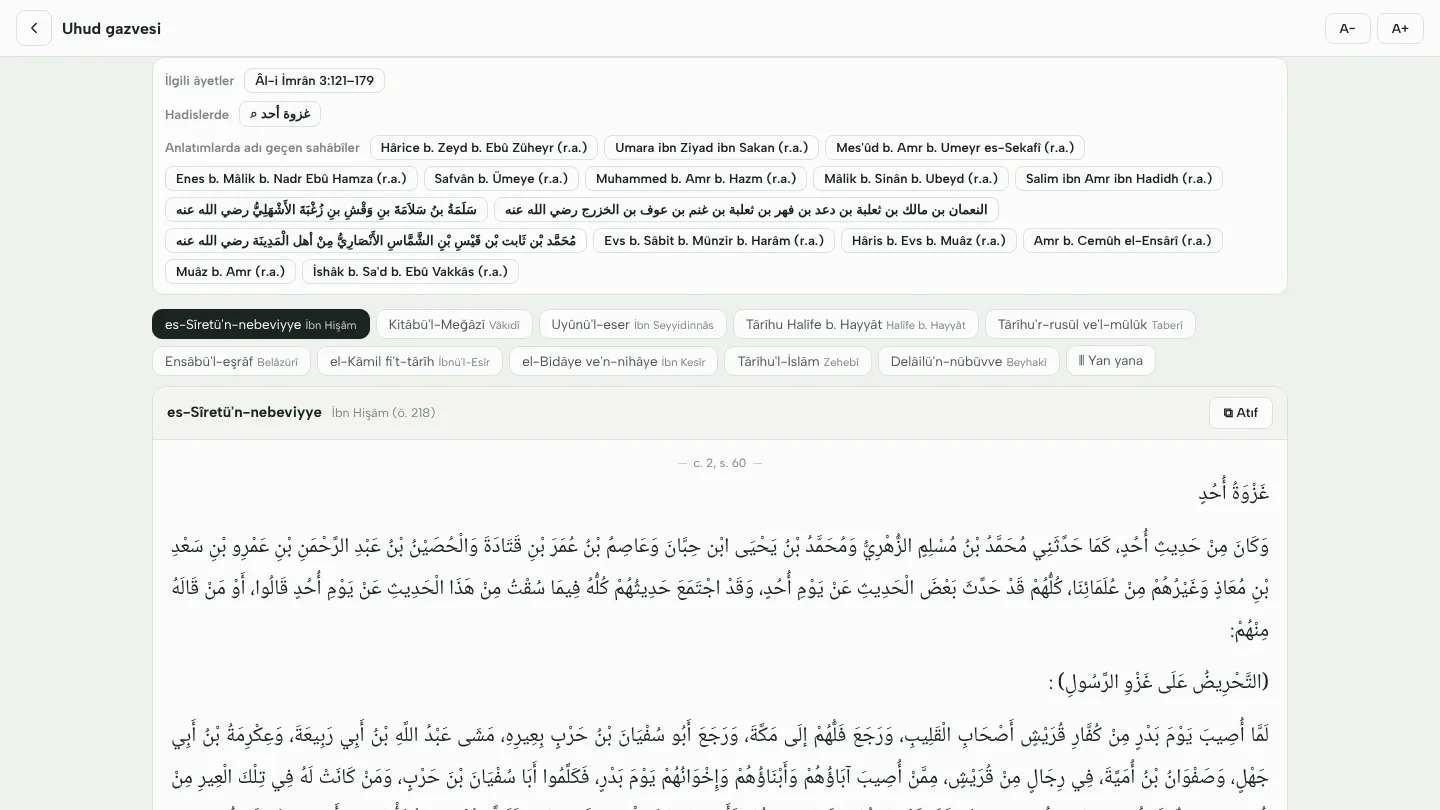 Uhud gazvesi
A-
A+
İlgili âyetler Âl-i İmrân 3:121–179
Hadislerde غزوة أحد ⌕
Anlatımlarda adı geçen sahâbîler Hârice b. Zeyd b. Ebû Züheyr (r.a.) Umara ibn Ziyad ibn Sakan (r.a.) Mes'ûd b. Amr b. Umeyr es-Sekafî (r.a.)
Enes b. Mâlik b. Nadr Ebû Hamza (r.a.) Safvân b. Ümeye (r.a.) Muhammed b. Amr b. Hazm (r.a.) Mâlik b. Sinân b. Ubeyd (r.a.) Salim ibn Amr ibn Hadidh (r.a.)
سَلَمَةُ بنُ سَلاَمَةَ بنِ وَقْشِ بنِ زُغْبَةَ الأَشْهَلِيُّ رضي الله عنه النعمان بن مالك بن ثعلبة بن دعد بن فهر بن ثعلبة بن غنم بن عوف بن الخزرج رضي الله عنه
مُحَمَّد بْن ثَابت بْن قَيْسِ بْنِ الشَّمَّاسِ الأَنْصَارِيُّ مِنْ أهل الْمَدِينَة رضي الله عنه Evs b. Sâbit b. Münzir b. Harâm (r.a.) Hâris b. Evs b. Muâz (r.a.) Amr b. Cemûh el-Ensârî (r.a.)
Muâz b. Amr (r.a.) İshâk b. Sa'd b. Ebû Vakkâs (r.a.)
es-Sîretü'n-nebeviyye İbn Hişâm Kitâbü'l-Meğâzî Vâkıdî Uyûnü'l-eser İbn Seyyidinnâs Târîhu Halîfe b. Hayyât Halîfe b. Hayyât Târîhu'r-rusül ve'l-mülûk Taberî
Ensâbü'l-eşrâf Belâzürî el-Kâmil fi't-târîh İbnü'l-Esîr el-Bidâye ve'n-nihâye İbn Kesîr Târîhu'l-İslâm Zehebî Delâilü'n-nübüvve Beyhakî ⫴ Yan yana
es-Sîretü'n-nebeviyye İbn Hişâm (ö. 218) ⧉ Atıf
— c. 2, s. 60 —
غَزْوَةُ أُحُدٍ
وَكَانَ مِنْ حَدِيثِ أُحُدٍ، كَمَا حَدَّثَنِي مُحَمَّدُ بْنُ مُسْلِمٍ الزُّهْرِيُّ وَمُحَمَّدُ بْنُ يَحْيَى ابْن حِبَّانَ وَعَاصِمُ بْنُ عُمَرَ بْنِ قَتَادَةَ وَالْحُصَيْنُ بْنُ عَبْدِ الرَّحْمَنِ بْنِ عَمْرِو بْنِ سَعْدِ
بْنِ مُعَاذٍ وَغَيْرُهُمْ مِنْ عُلَمَائِنَا، كُلُّهُمْ قَدْ حَدَّثَ بَعْضَ الْحَدِيثِ عَنْ يَوْمِ أُحُدٍ، وَقَدْ اجْتَمَعَ حَدِيثُهُمْ كُلُّهُ فِيمَا سُقْتُ مِنْ هَذَا الْحَدِيثِ عَنْ يَوْمِ أُحُدٍ قَالُوا، أَوْ مَنْ قَالَهُ
مِنْهُمْ:
(التَّحْرِيضُ عَلَى غَزْوِ الرَّسُولِ) :
لَمَّا أُصِيبَ يَوْمَ بَدْرٍ مِنْ كُفَّارِ قُرَيْشٍ أَصْحَابِ الْقَلِيبِ، وَرَجَعَ فَلُّهُمْ إلَى مَكَّةَ، وَرَجَعَ أَبُو سُفْيَانَ بْنُ حَرْبٍ بِعِيرِهِ، مَشَى عَبْدُ اللَّهِ بْنُ أَبِي رَبِيعَةَ، وَعِكْرِمَةُ بْنُ أَبِي
جَهْلٍ، وَصَفْوَانُ بْنُ أُمَيَّةَ، فِي رِجَالٍ مِنْ قُرَيْشٍ، مِمَّنْ أُصِيبَ آبَاؤُهُمْ وَأَبْنَاؤُهُمْ وَإِخْوَانُهُمْ يَوْمَ بَدْرٍ، فَكَلَّمُوا أَبَا سُفْيَانَ بْنَ حَرْبٍ، وَمَنْ كَانَتْ لَهُ فِي تِلْكَ الْعِيرِ مِنْ